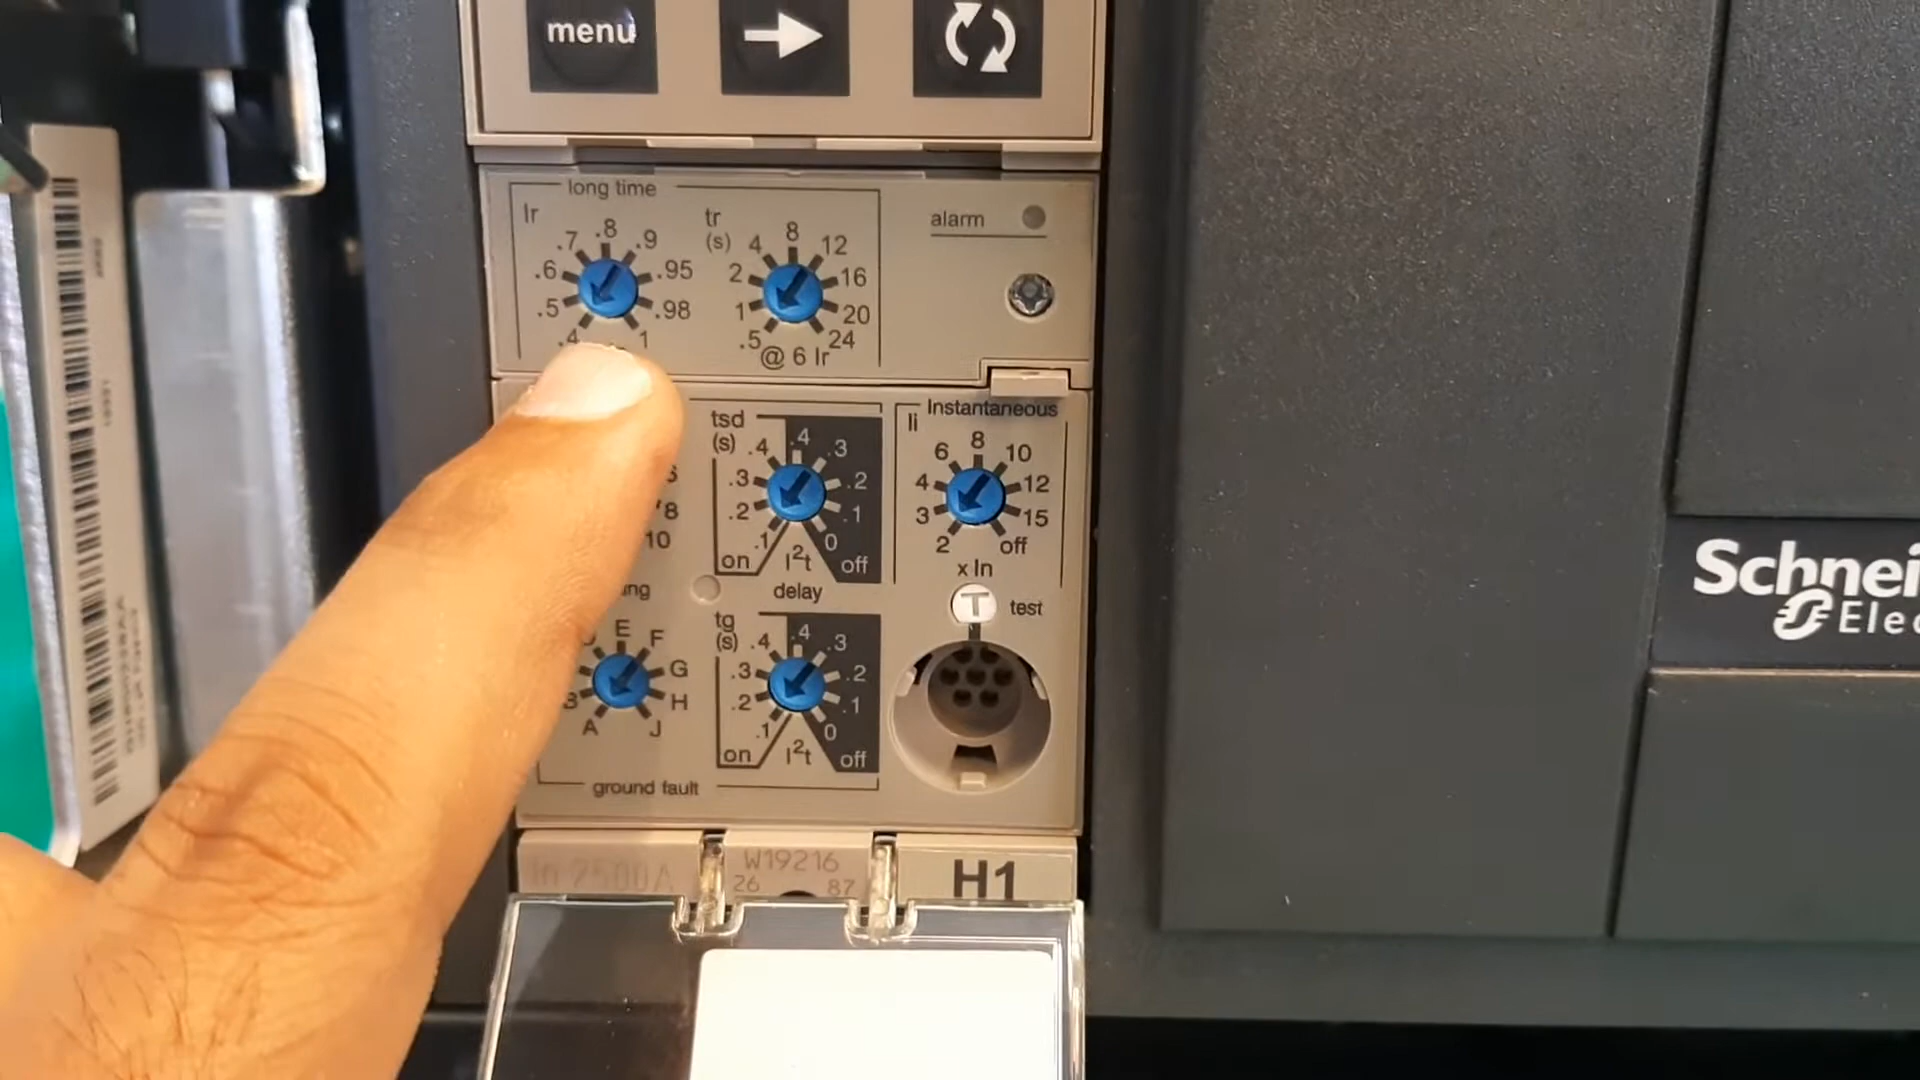 menu
long time
Ir
.4 .5 .6 .7 .8 .9 .95 .98 1
tr
(s)
.5 1 2 4 8 12 16 20 24
@ 6 Ir
alarm
8
10
tsd
(s)
.1 .2 .3 .4 .4 .3 .2 .1 0
on I²t off
delay
Instantaneous
Ii
2 3 4 6 8 10 12 15 off
x In
T test
A E F G H J
tg
(s)
.1 .2 .3 .4 .4 .3 .2 .1 0
on I²t off
ground fault
In 2500A
W19216
26 87
H1
Schnei
Elec